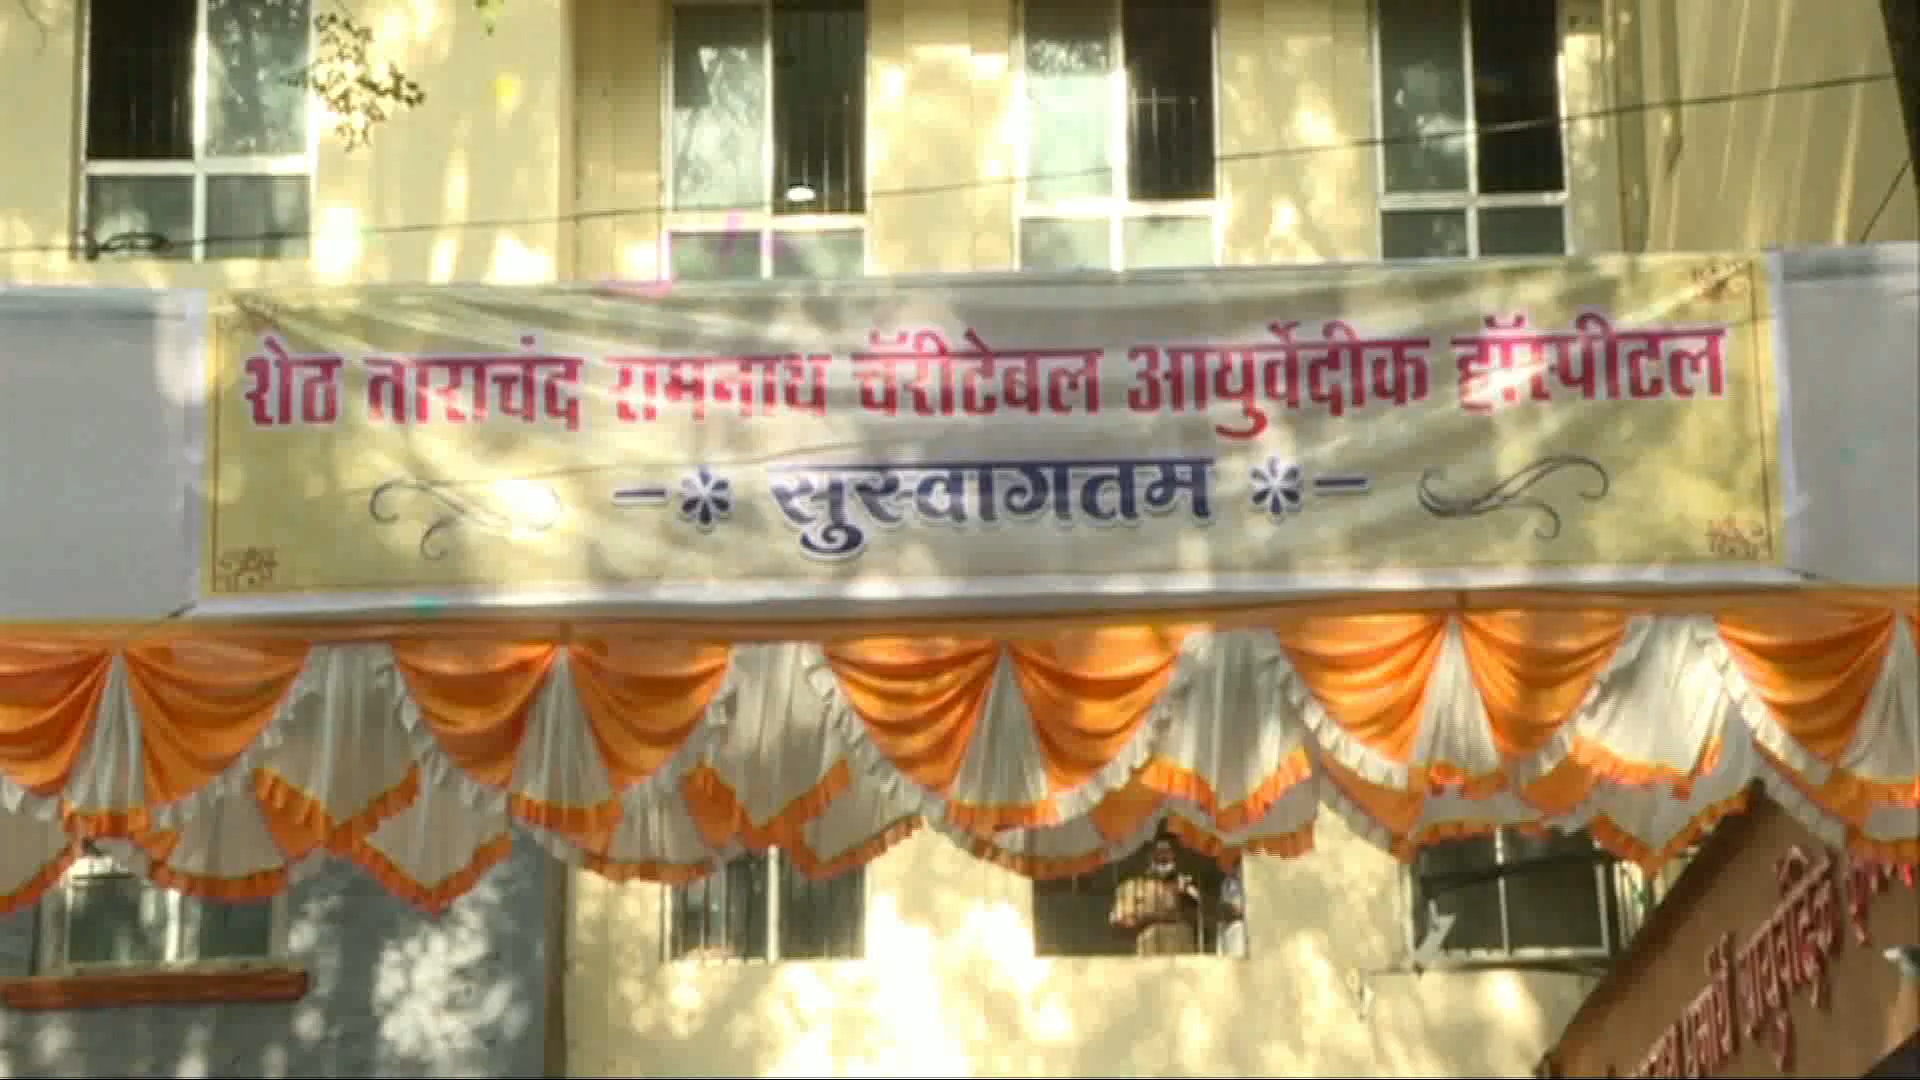 शेठ ताराचंद रामनाथ चॅरीटेबल आयुर्वेदीक हॉस्पीटल
-* सुस्वागतम *-